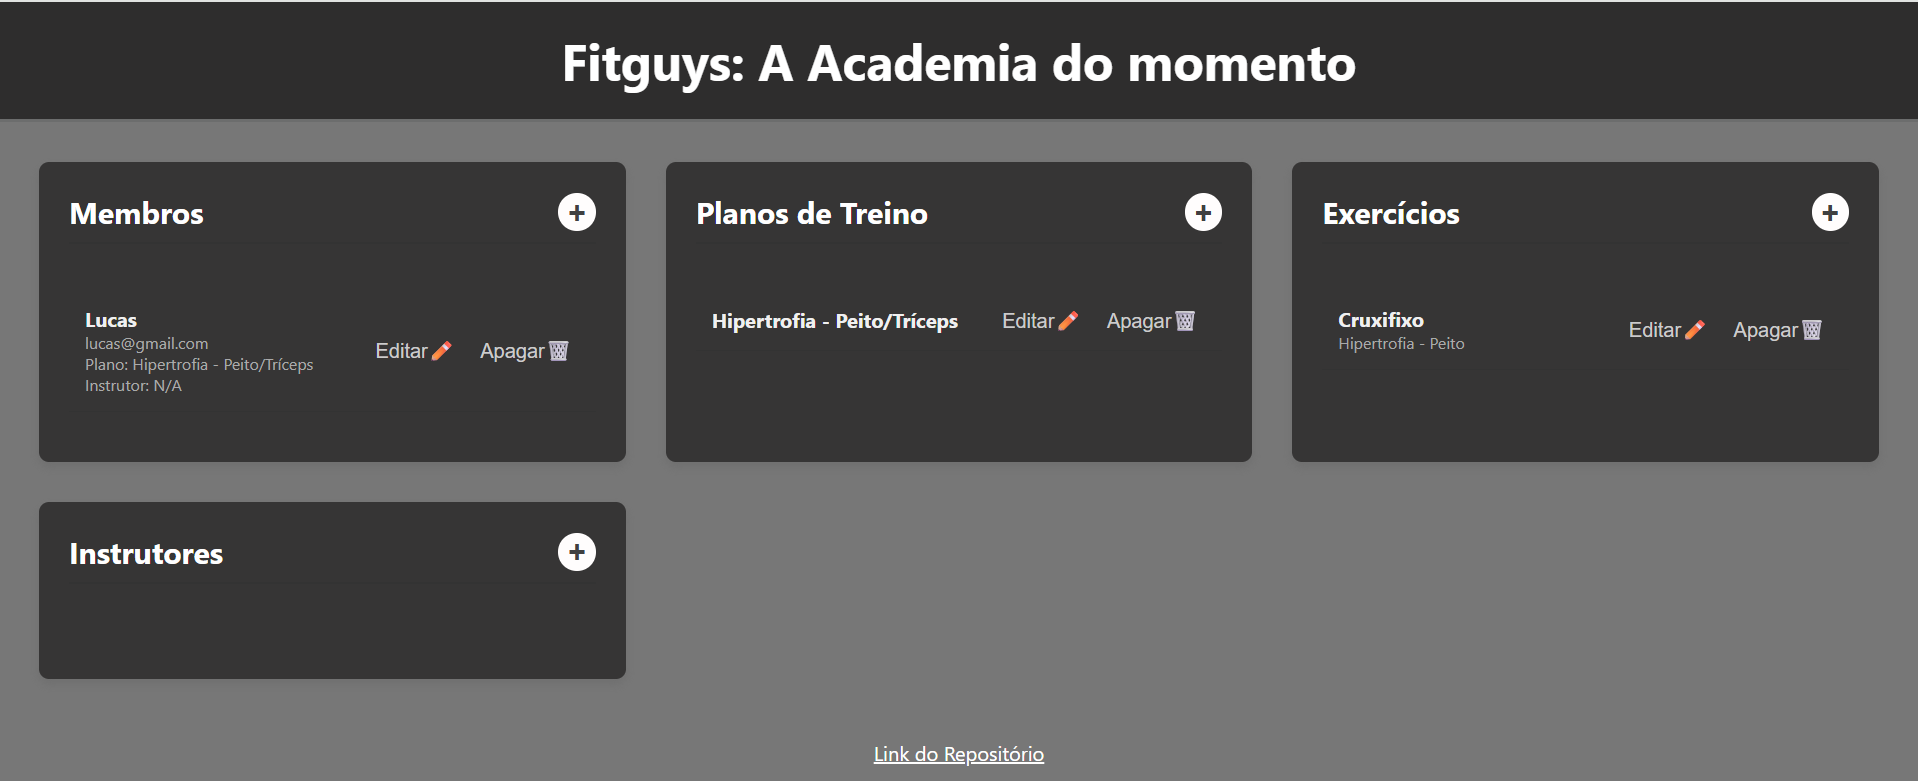 Fitguys: A Academia do momento
Membros
+
Lucas
lucas@gmail.com
Plano: Hipertrofia - Peito/Tríceps
Instrutor: N/A
Editar
Apagar
Planos de Treino
+
Hipertrofia - Peito/Tríceps
Editar
Apagar
Exercícios
+
Cruxifixo
Hipertrofia - Peito
Editar
Apagar
Instrutores
+
Link do Repositório